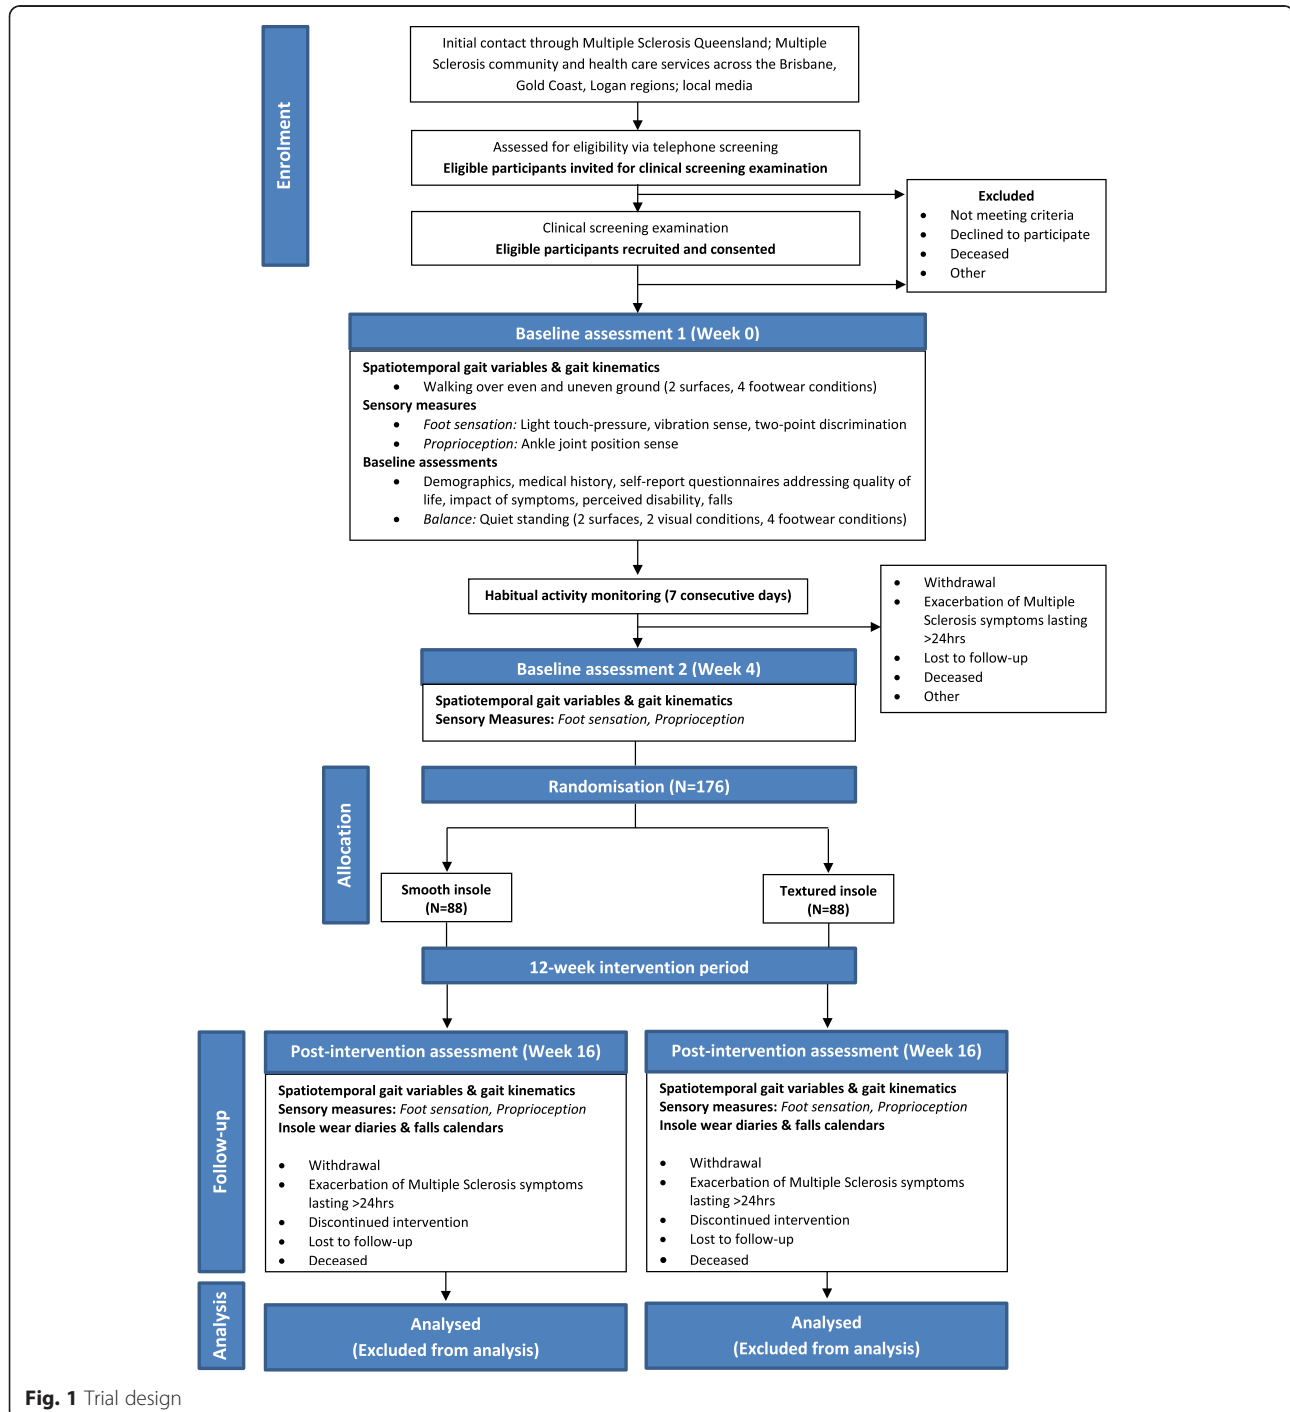 Enrolment
Initial contact through Multiple Sclerosis Queensland; Multiple
Sclerosis community and health care services across the Brisbane,
Gold Coast, Logan regions; local media
Assessed for eligibility via telephone screening
Eligible participants invited for clinical screening examination
Excluded
• Not meeting criteria
• Declined to participate
• Deceased
• Other
Clinical screening examination
Eligible participants recruited and consented
Baseline assessment 1 (Week 0)
Spatiotemporal gait variables & gait kinematics
• Walking over even and uneven ground (2 surfaces, 4 footwear conditions)
Sensory measures
• Foot sensation: Light touch-pressure, vibration sense, two-point discrimination
• Proprioception: Ankle joint position sense
Baseline assessments
• Demographics, medical history, self-report questionnaires addressing quality of
life, impact of symptoms, perceived disability, falls
• Balance: Quiet standing (2 surfaces, 2 visual conditions, 4 footwear conditions)
Habitual activity monitoring (7 consecutive days)
• Withdrawal
• Exacerbation of Multiple
Sclerosis symptoms lasting
>24hrs
• Lost to follow-up
• Deceased
• Other
Baseline assessment 2 (Week 4)
Spatiotemporal gait variables & gait kinematics
Sensory Measures: Foot sensation, Proprioception
Allocation
Randomisation (N=176)
Smooth insole
(N=88)
Textured insole
(N=88)
12-week intervention period
Follow-up
Post-intervention assessment (Week 16)
Spatiotemporal gait variables & gait kinematics
Sensory measures: Foot sensation, Proprioception
Insole wear diaries & falls calendars
• Withdrawal
• Exacerbation of Multiple Sclerosis symptoms
lasting >24hrs
• Discontinued intervention
• Lost to follow-up
• Deceased
Post-intervention assessment (Week 16)
Spatiotemporal gait variables & gait kinematics
Sensory measures: Foot sensation, Proprioception
Insole wear diaries & falls calendars
• Withdrawal
• Exacerbation of Multiple Sclerosis symptoms
lasting >24hrs
• Discontinued intervention
• Lost to follow-up
• Deceased
Analysis
Analysed
(Excluded from analysis)
Analysed
(Excluded from analysis)
Fig. 1 Trial design